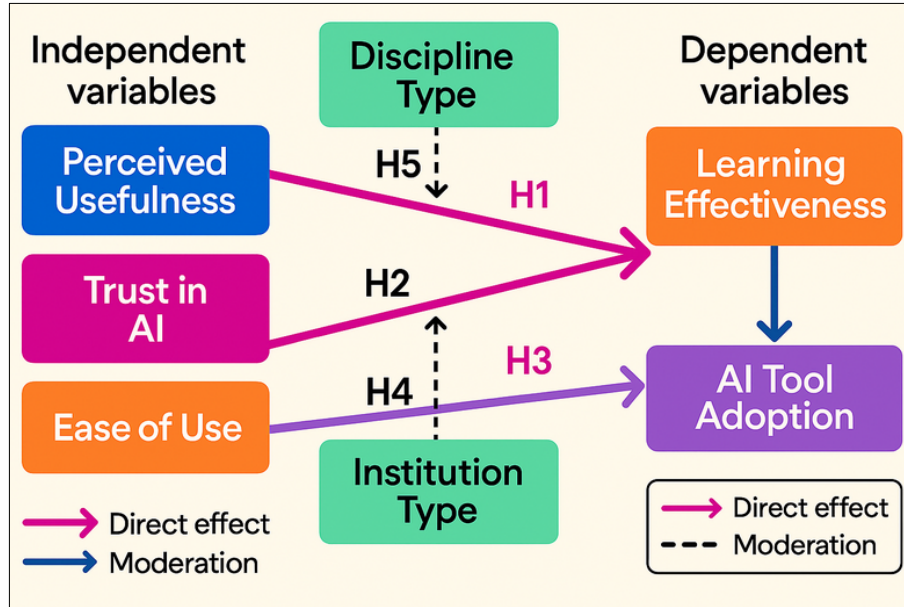 Independent
variables
Discipline
Type
Dependent
variables
Perceived
Usefulness
H5
H1
Learning
Effectiveness
Trust in
AI
H2
H3
H4
Ease of Use
AI Tool
Adoption
Institution
Type
Direct effect
Moderation
Direct effect
Moderation